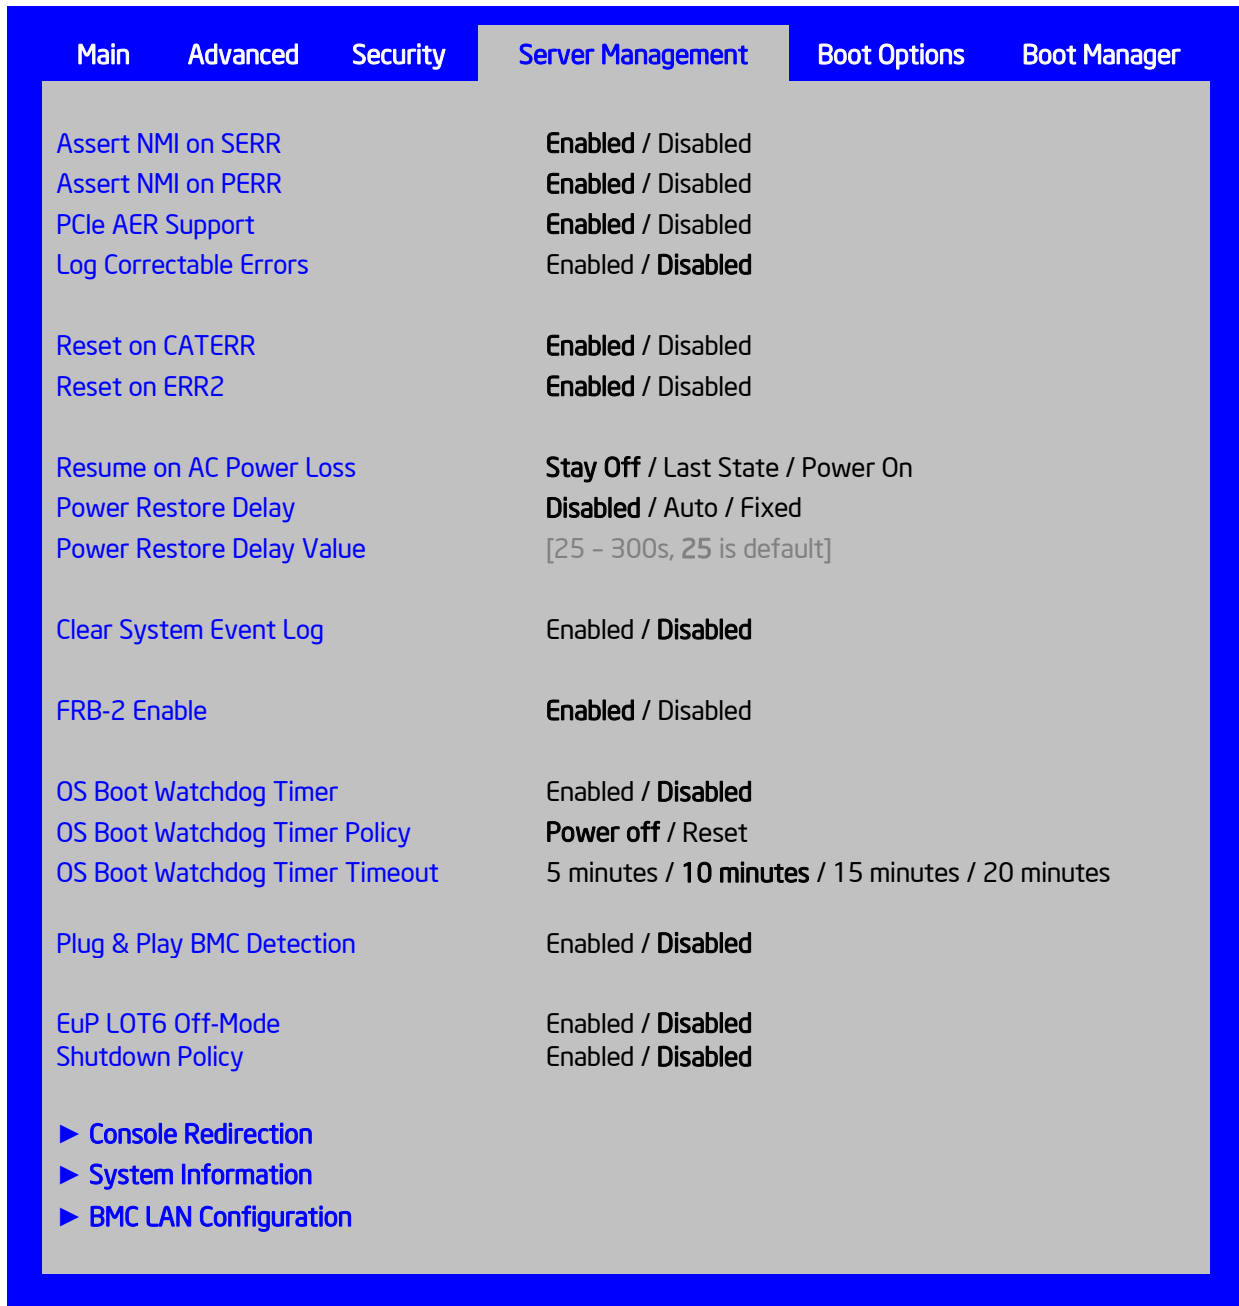 Main Advanced Security Server Management Boot Options Boot Manager
Assert NMI on SERR Enabled / Disabled
Assert NMI on PERR Enabled / Disabled
PCIe AER Support Enabled / Disabled
Log Correctable Errors Enabled / Disabled
Reset on CATERR Enabled / Disabled
Reset on ERR2 Enabled / Disabled
Resume on AC Power Loss Stay Off / Last State / Power On
Power Restore Delay Disabled / Auto / Fixed
Power Restore Delay Value [25 – 300s, 25 is default]
Clear System Event Log Enabled / Disabled
FRB-2 Enable Enabled / Disabled
OS Boot Watchdog Timer Enabled / Disabled
OS Boot Watchdog Timer Policy Power off / Reset
OS Boot Watchdog Timer Timeout 5 minutes / 10 minutes / 15 minutes / 20 minutes
Plug & Play BMC Detection Enabled / Disabled
EuP LOT6 Off-Mode Enabled / Disabled
Shutdown Policy Enabled / Disabled
► Console Redirection
► System Information
► BMC LAN Configuration